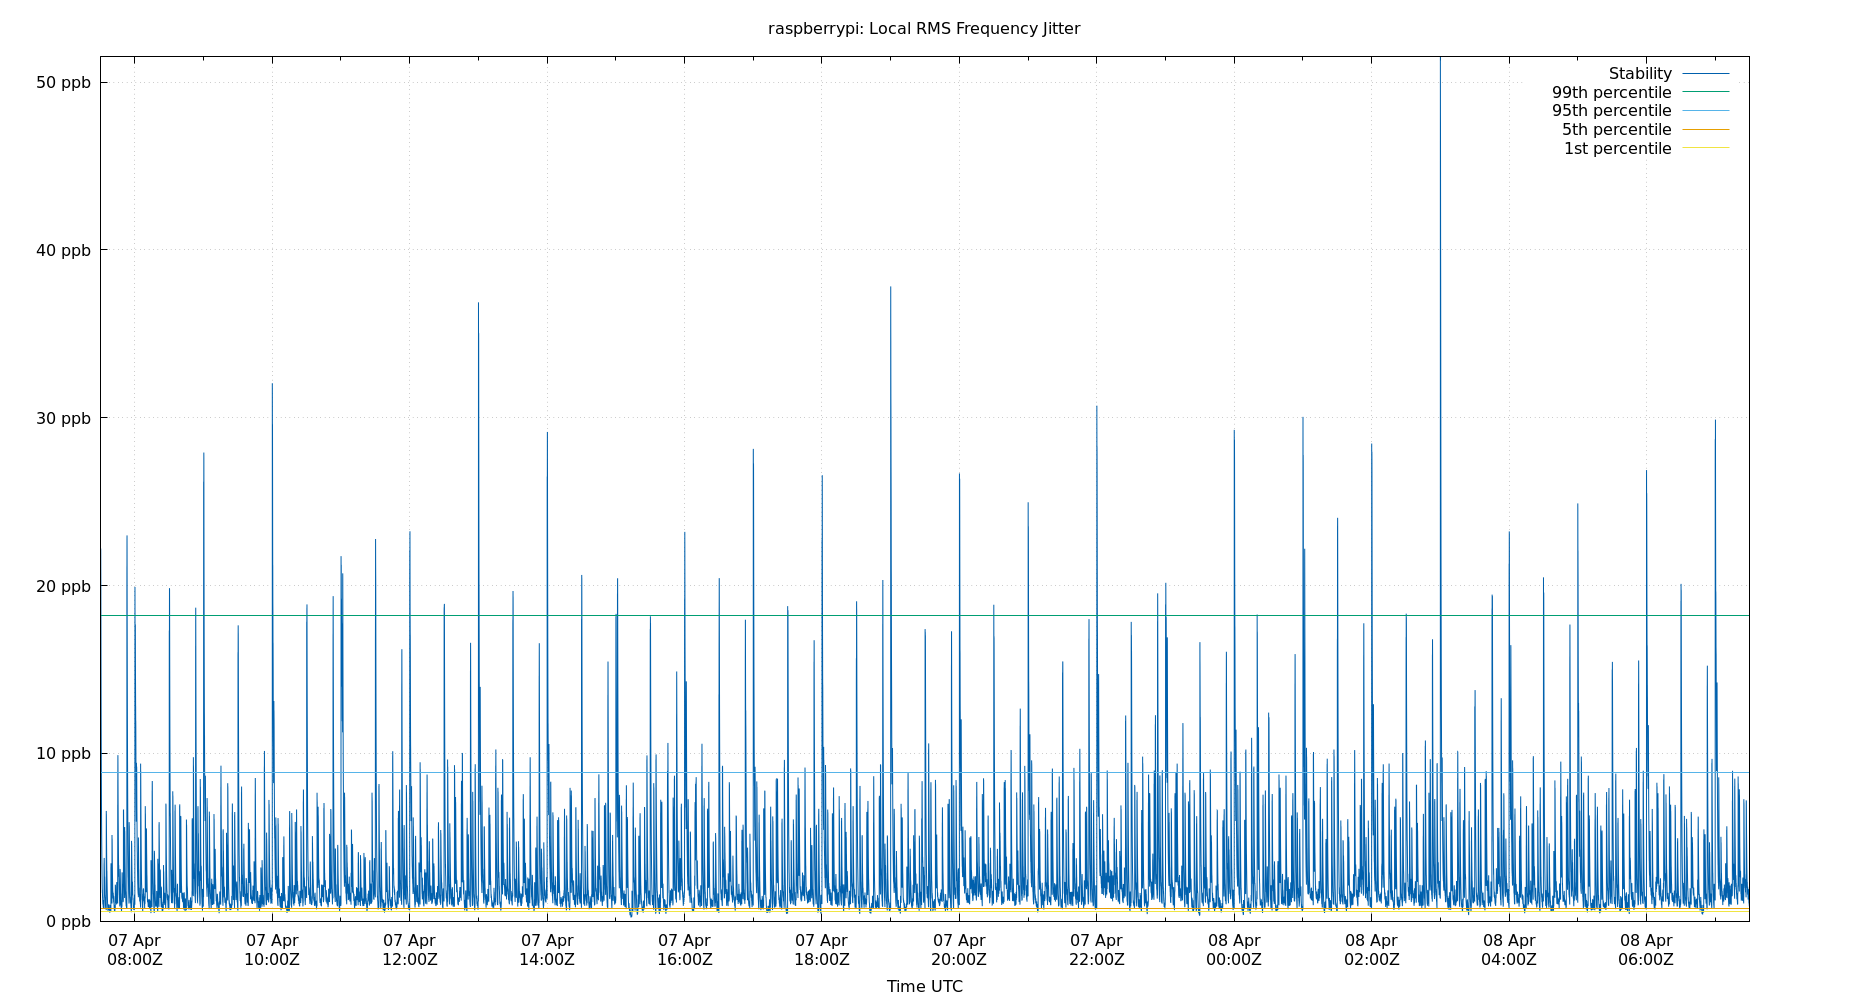 raspberrypi: Local RMS Frequency Jitter
Stability
99th percentile
95th percentile
5th percentile
1st percentile
50 ppb
40 ppb
30 ppb
20 ppb
10 ppb
0 ppb
07 Apr 07 Apr 07 Apr 07 Apr 07 Apr 07 Apr 07 Apr 07 Apr 08 Apr 08 Apr 08 Apr 08 Apr
08:00Z 10:00Z 12:00Z 14:00Z 16:00Z 18:00Z 20:00Z 22:00Z 00:00Z 02:00Z 04:00Z 06:00Z
Time UTC